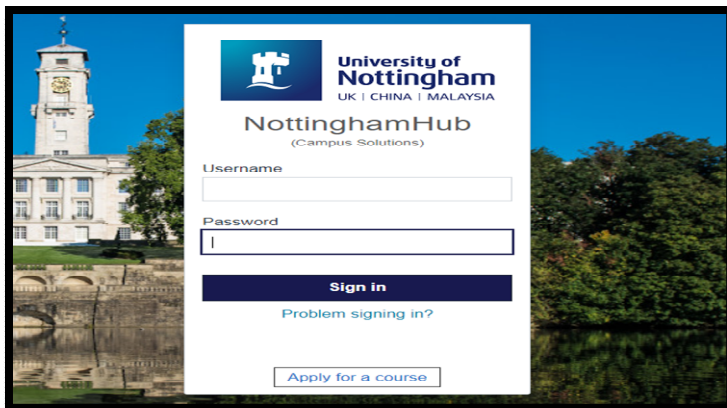 University of
Nottingham
UK | CHINA | MALAYSIA
NottinghamHub
(Campus Solutions)
Username
Password
Sign in
Problem signing in?
Apply for a course